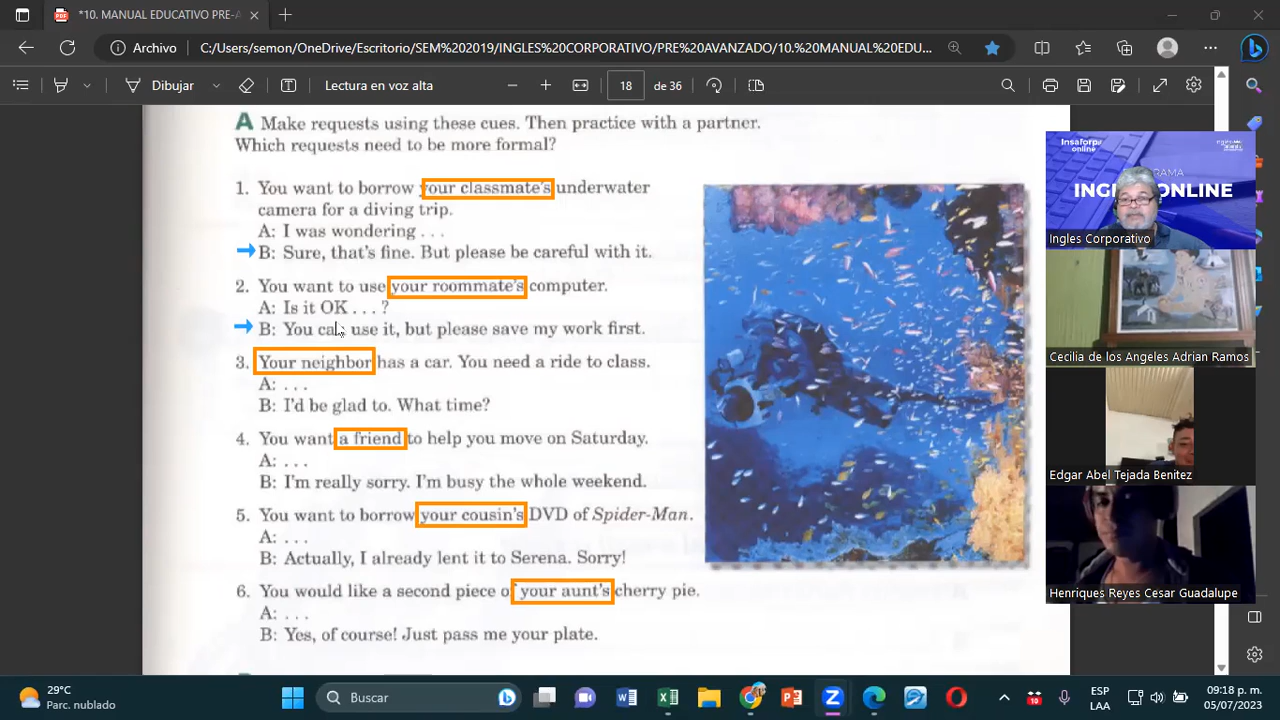 *10. MANUAL EDUCATIVO PRE-A
Archivo
C:/Users/semon/OneDrive/Escritorio/SEM%202019/INGLES%20CORPORATIVO/PRE%20AVANZADO/10.%20MANUAL%20EDU...
Dibujar
Lectura en voz alta
18
de 36
A Make requests using these cues. Then practice with a partner.
Which requests need to be more formal?
1. You want to borrow your classmate's underwater
camera for a diving trip.
A: I was wondering . . .
B: Sure, that's fine. But please be careful with it.
2. You want to use your roommate's computer.
A: Is it OK . . . ?
B: You can use it, but please save my work first.
3. Your neighbor has a car. You need a ride to class.
A: . . .
B: I'd be glad to. What time?
4. You want a friend to help you move on Saturday.
A: . . .
B: I'm really sorry. I'm busy the whole weekend.
5. You want to borrow your cousin's DVD of Spider-Man.
A: . . .
B: Actually, I already lent it to Serena. Sorry!
6. You would like a second piece of your aunt's cherry pie.
A: . . .
B: Yes, of course! Just pass me your plate.
Insaforp
online
Ingles Corporativo
Cecilia de los Angeles Adrian Ramos
Edgar Abel Tejada Benitez
Henriques Reyes Cesar Guadalupe
29°C
Parc. nublado
Buscar
10
ESP
LAA
09:18 p. m.
05/07/2023